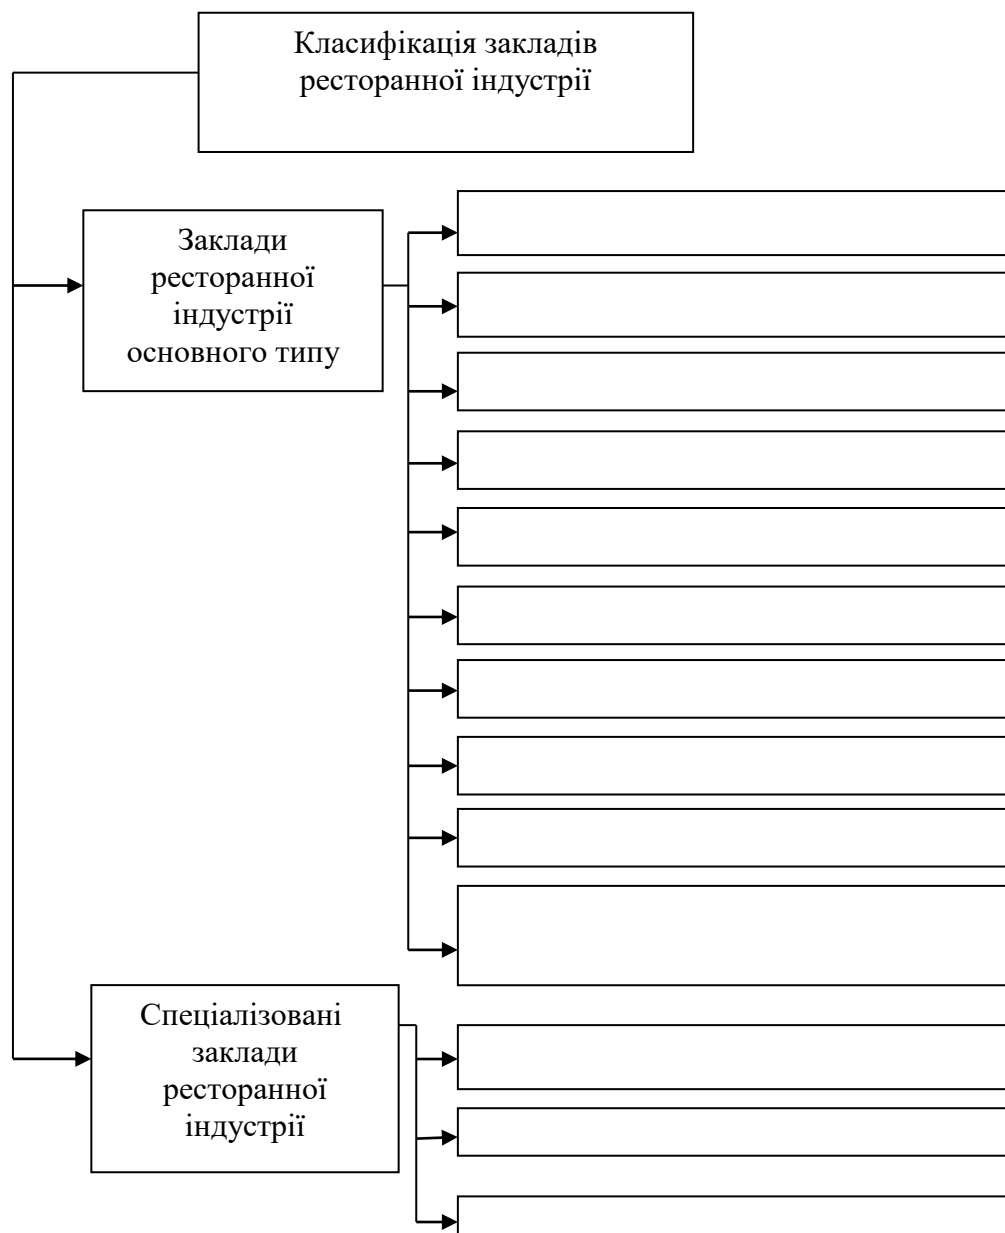 Класифікація закладів
ресторанної індустрії
Заклади
ресторанної
індустрії
основного типу
Спеціалізовані
заклади
ресторанної
індустрії